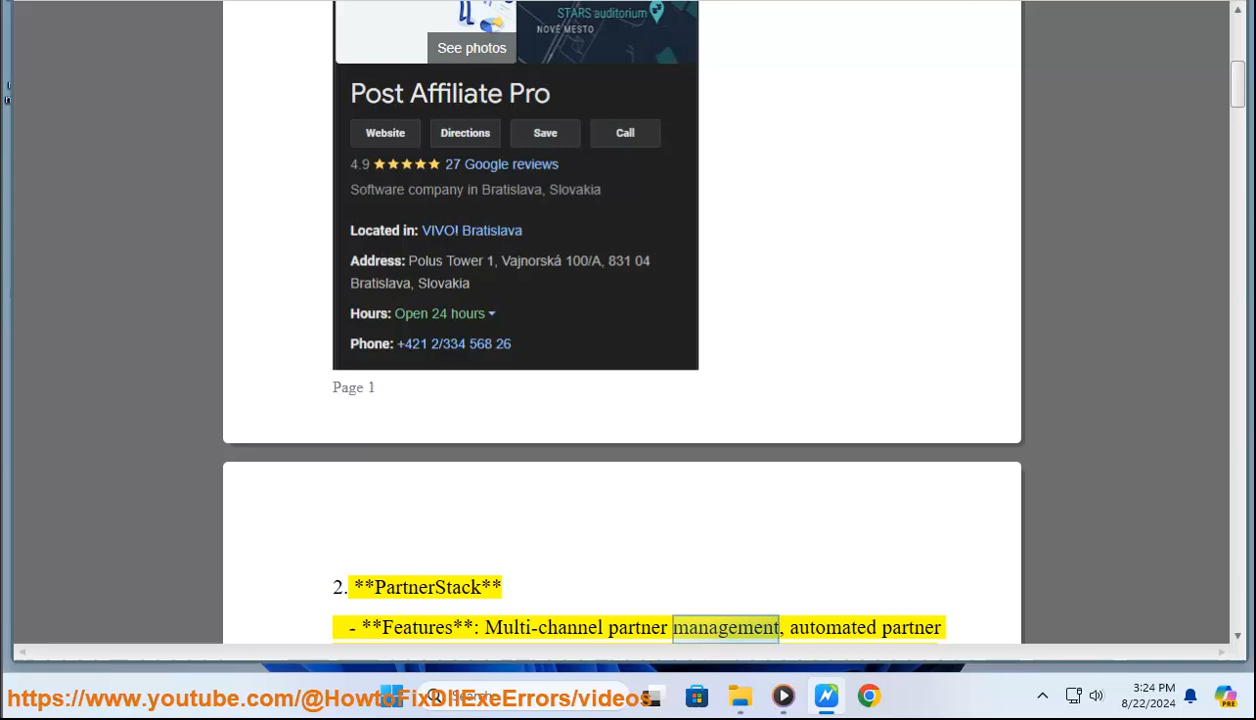 STARS auditorium
NOVÉ MESTO
See photos
Post Affiliate Pro
Website Directions Save Call
4.9 ★★★★★ 27 Google reviews
Software company in Bratislava, Slovakia
Located in: VIVO! Bratislava
Address: Polus Tower 1, Vajnorská 100/A, 831 04
Bratislava, Slovakia
Hours: Open 24 hours
Phone: +421 2/334 568 26
Page 1
2. **PartnerStack**
- **Features**: Multi-channel partner management, automated partner
https://www.youtube.com/@HowtoFixDllExeErrors/videos
Search
3:24 PM
8/22/2024
PRE